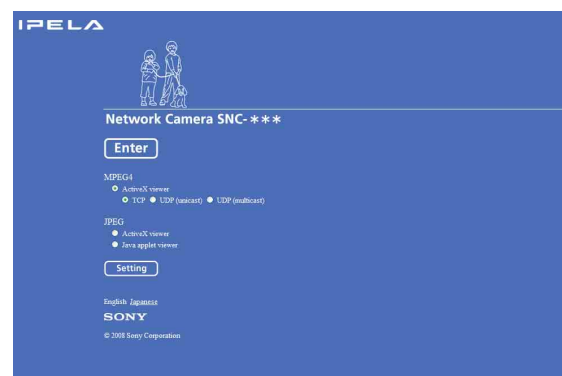 IPELA
Network Camera SNC-***
Enter
MPEG4
ActiveX viewer
TCP UDP (unicast) UDP (multicast)
JPEG
ActiveX viewer
Java applet viewer
Setting
English Japanese
SONY
© 2008 Sony Corporation